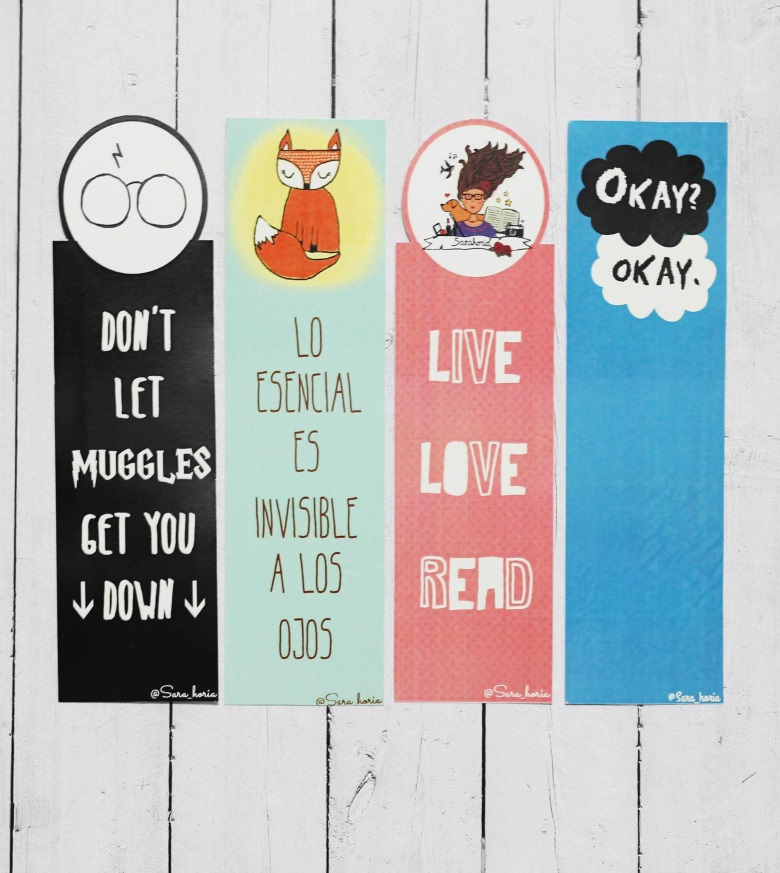 DON'T
LET
MUGGLES
GET YOU
↓ DOWN ↓
@Sara_horia
LO
ESENCIAL
ES
INVISIBLE
A LOS
OJOS
@Sara_horia
Sarahoria
LIVE
LOVE
READ
@Sara_horia
OKAY?
OKAY.
@Sara_horia